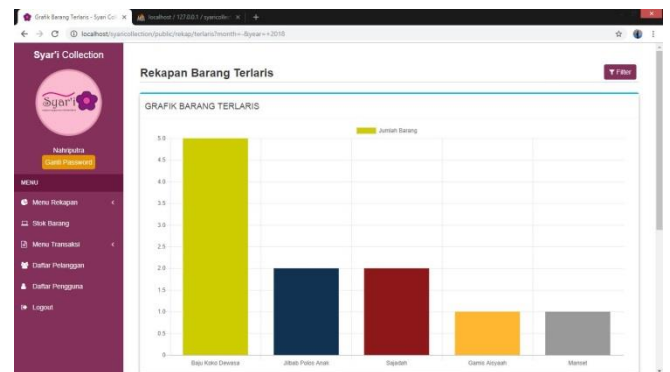 Grafik Barang Terlaris - Syari Col
localhost / 127.0.0.1 / syaricollec
localhost/syaricollection/public/rekap/terlaris?month=-&year==2018
Syar'i Collection
Syar'i
Nahriputra
Ganti Password
MENU
Menu Rekapan
Stok Barang
Menu Transaksi
Daftar Pelanggan
Daftar Pengguna
Logout
Rekapan Barang Terlaris
Filter
GRAFIK BARANG TERLARIS
Jumlah Barang
5.0
4.5
4.0
3.5
3.0
2.5
2.0
1.5
1.0
0.5
0
Baju Koko Dewasa
Jilbab Polos Anak
Sajadah
Gamis Aisyaah
Manset